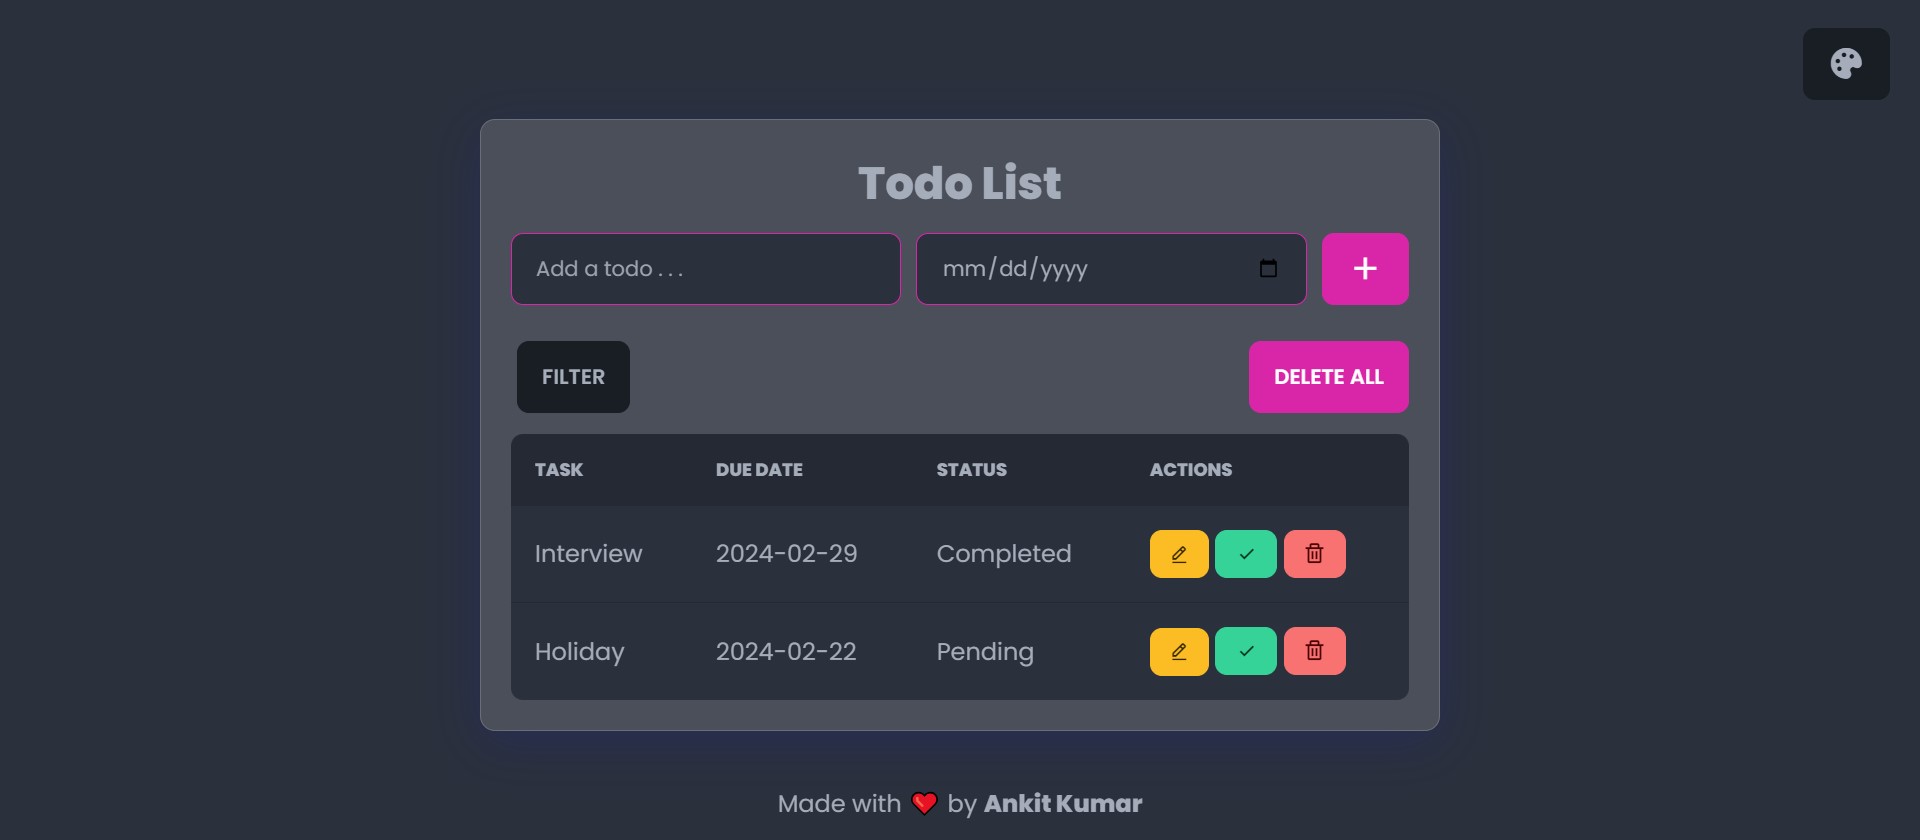 Todo List
Add a todo . . .
mm/dd/yyyy
+
FILTER
DELETE ALL
TASK DUE DATE STATUS ACTIONS
Interview 2024-02-29 Completed
Holiday 2024-02-22 Pending
Made with ❤️ by Ankit Kumar